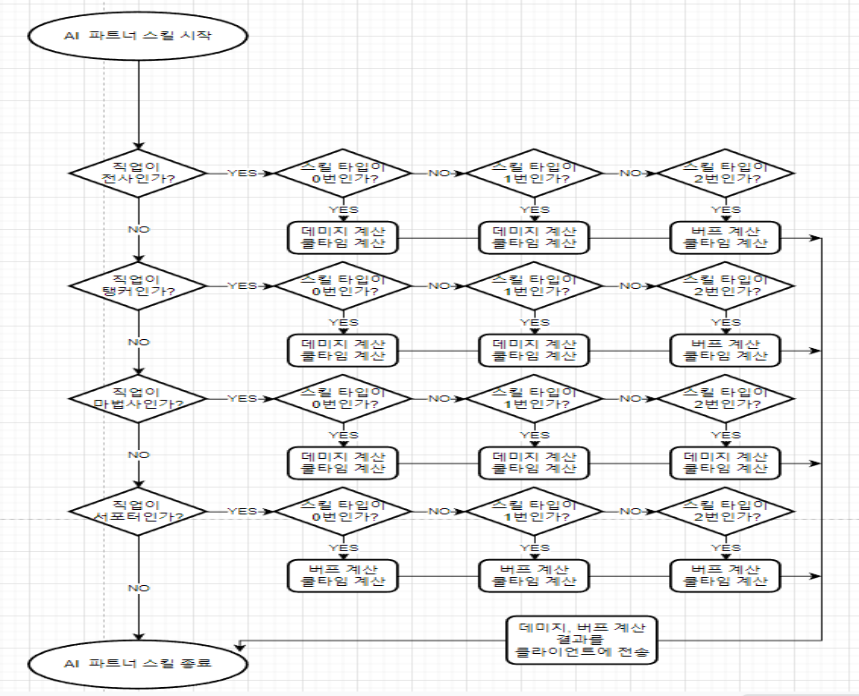 AI 파트너 스킬 시작
직업이
전사인가?
YES
스킬 타입이
0번인가?
NO
스킬 타입이
1번인가?
NO
스킬 타입이
2번인가?
YES
YES
YES
NO
데미지 계산
쿨타임 계산
데미지 계산
쿨타임 계산
버프 계산
쿨타임 계산
직업이
탱커인가?
YES
스킬 타입이
0번인가?
NO
스킬 타입이
1번인가?
NO
스킬 타입이
2번인가?
YES
YES
YES
NO
데미지 계산
쿨타임 계산
데미지 계산
쿨타임 계산
버프 계산
쿨타임 계산
직업이
마법사인가?
YES
스킬 타입이
0번인가?
NO
스킬 타입이
1번인가?
NO
스킬 타입이
2번인가?
YES
YES
YES
NO
데미지 계산
쿨타임 계산
데미지 계산
쿨타임 계산
데미지 계산
쿨타임 계산
직업이
서포터인가?
YES
스킬 타입이
0번인가?
NO
스킬 타입이
1번인가?
NO
스킬 타입이
2번인가?
YES
YES
YES
NO
버프 계산
쿨타임 계산
버프 계산
쿨타임 계산
버프 계산
쿨타임 계산
데미지, 버프 계산
결과를
클라이언트에 전송
AI 파트너 스킬 종료